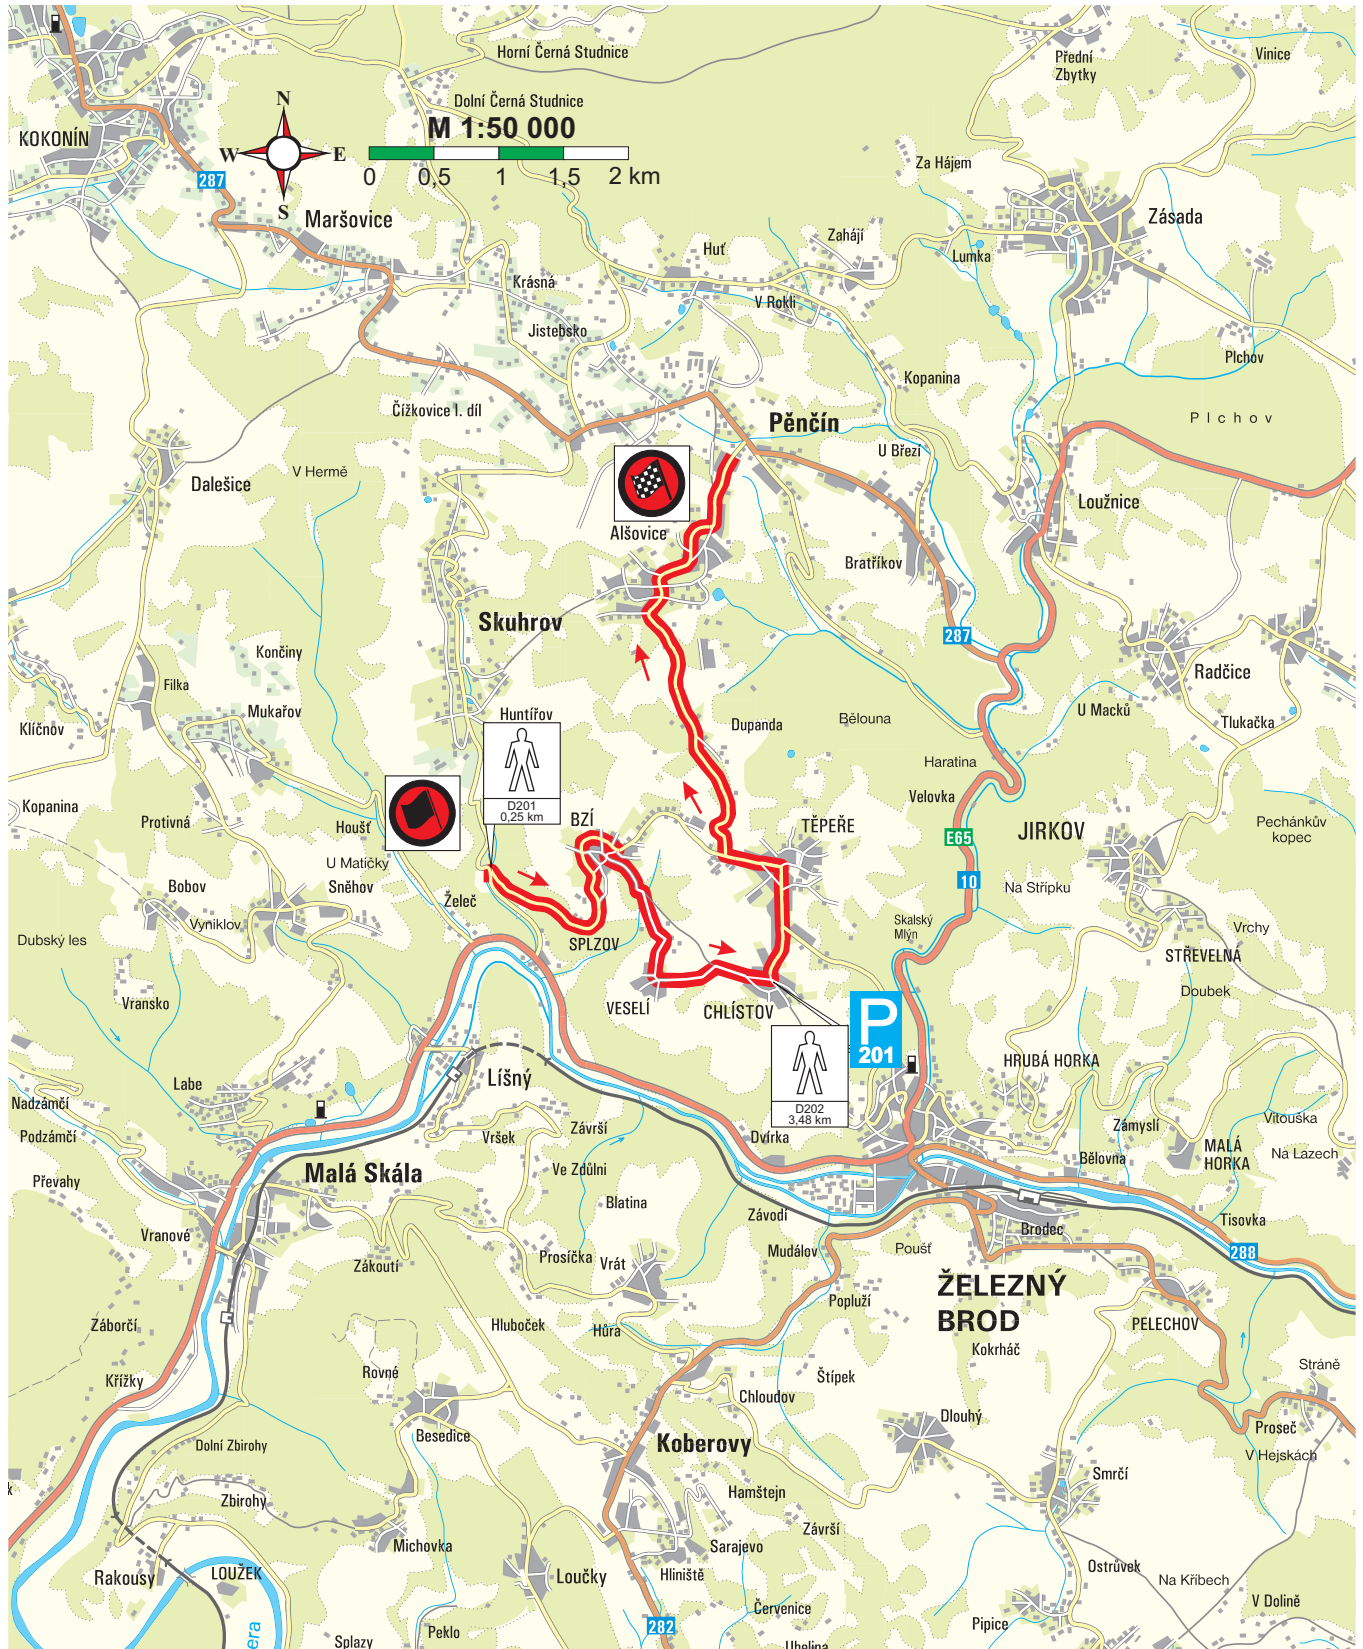 Horní Černá Studnice
Přední
Zbytky
Vinice
Dolní Černá Studnice
M 1:50 000
KOKONÍN
N
W
E
S
0
0,5
1
1,5
2 km
Za Hájem
287
Maršovice
Zásada
Huť
Zahájí
Lumka
Krásná
V Rokli
Jistebsko
Plchov
Kopanina
Čížkovice I. díl
Pěnčín
Plchov
U Březí
V Hermě
Dalešice
Loužnice
Alšovice
Bratříkov
Skuhrov
287
Končiny
Radčice
Filka
Mukařov
Huntířov
U Macků
Klíčnov
Dupanda
Bělouna
Tlukačka
Haratina
D201
0,25 km
Velovka
Kopanina
Protivná
Houšť
BZÍ
TĚPEŘE
E65
JIRKOV
Pechánkův
kopec
U Matičky
10
Bobov
Sněhov
Želeč
Na Střípku
Vyniklov
Skalský
Mlýn
Vrchy
Dubský les
SPLZOV
STŘEVELNÁ
Vransko
VESELÍ
CHLÍSTOV
Doubek
P
201
Líšný
HRUBÁ HORKA
Labe
Nadzámčí
D202
3,48 km
Podzámčí
Vršek
Závrší
Dvírka
Zámyslí
Vitouška
MALÁ
HORKA
Na Lazech
Bělovna
Malá Skála
Ve Zdůlni
Převahy
Blatina
Závodí
Vranové
Brodec
Tisovka
288
Zákoutí
Prosíčka
Vrát
Mudálov
Poušť
ŽELEZNÝ
BROD
Popluží
Záborčí
Hluboček
Hůra
PELECHOV
Kokrháč
Rovné
Štípek
Stráně
Křížky
Chloudov
Dlouhý
Proseč
Besedice
Dolní Zbirohy
Koberovy
V Hejskách
Smrčí
k
Zbirohy
Hamštejn
Závrší
Michovka
Sarajevo
Rakousy
LOUŽEK
Loučky
Hliniště
Ostrůvek
Na Kříbech
V Dolině
Červenice
Pipice
282
Peklo
Splazy
era